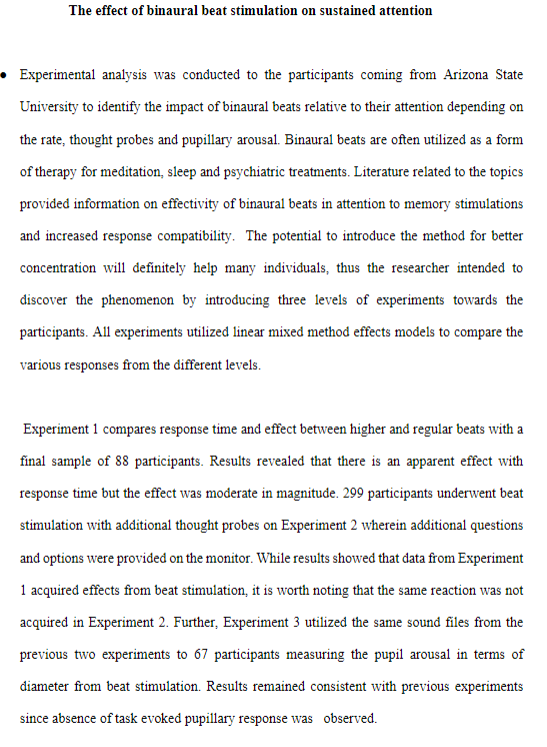 The effect of binaural beat stimulation on sustained attention
• Experimental analysis was conducted to the participants coming from Arizona State
University to identify the impact of binaural beats relative to their attention depending on
the rate, thought probes and pupillary arousal. Binaural beats are often utilized as a form
of therapy for meditation, sleep and psychiatric treatments. Literature related to the topics
provided information on effectivity of binaural beats in attention to memory stimulations
and increased response compatibility. The potential to introduce the method for better
concentration will definitely help many individuals, thus the researcher intended to
discover the phenomenon by introducing three levels of experiments towards the
participants. All experiments utilized linear mixed method effects models to compare the
various responses from the different levels.
Experiment 1 compares response time and effect between higher and regular beats with a
final sample of 88 participants. Results revealed that there is an apparent effect with
response time but the effect was moderate in magnitude. 299 participants underwent beat
stimulation with additional thought probes on Experiment 2 wherein additional questions
and options were provided on the monitor. While results showed that data from Experiment
1 acquired effects from beat stimulation, it is worth noting that the same reaction was not
acquired in Experiment 2. Further, Experiment 3 utilized the same sound files from the
previous two experiments to 67 participants measuring the pupil arousal in terms of
diameter from beat stimulation. Results remained consistent with previous experiments
since absence of task evoked pupillary response was observed.